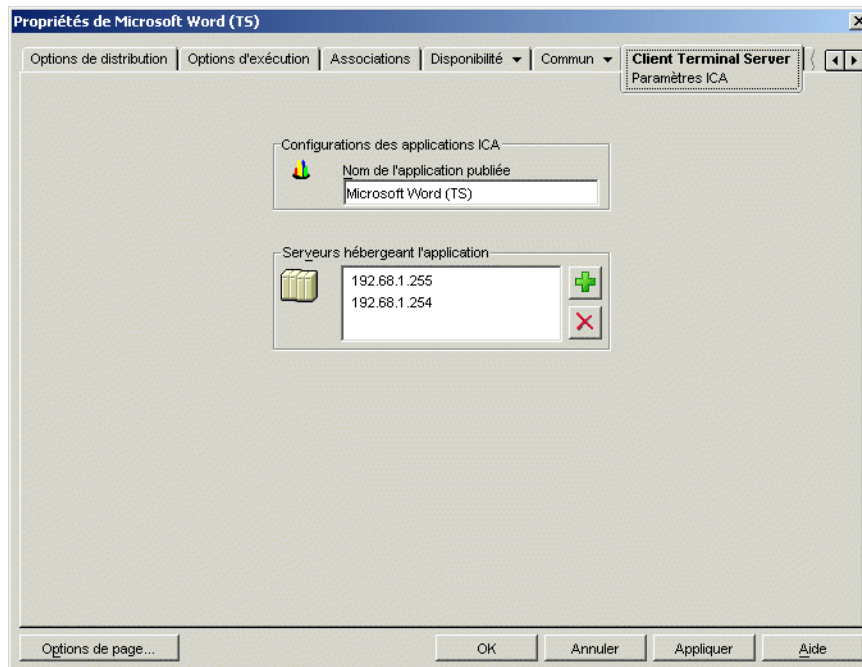 Propriétés de Microsoft Word (TS)
Options de distribution Options d'exécution Associations Disponibilité Commun Client Terminal Server
Paramètres ICA
Configurations des applications ICA
Nom de l'application publiée
Microsoft Word (TS)
Serveurs hébergeant l'application
192.68.1.255
192.68.1.254
Options de page... OK Annuler Appliquer Aide